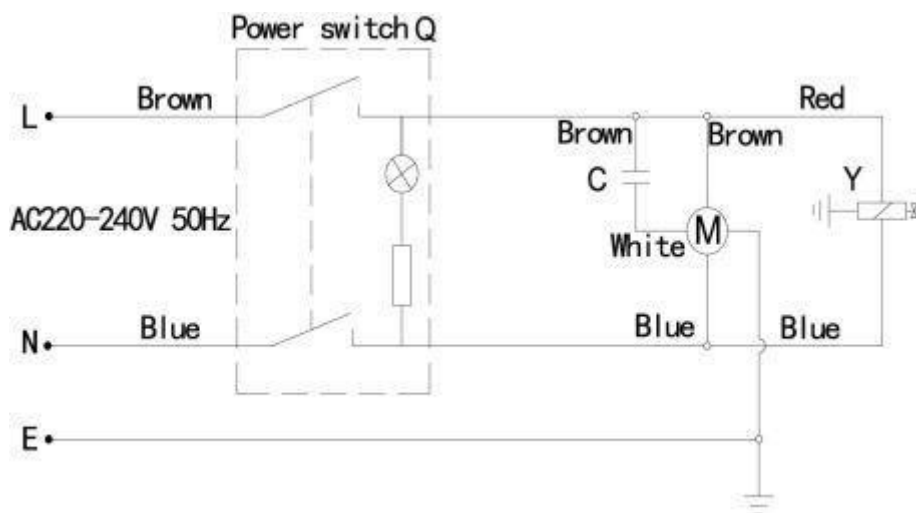 Power switch Q
L
Brown
Red
Brown
Brown
C
Y
AC220-240V 50Hz
White
M
N
Blue
Blue
Blue
E